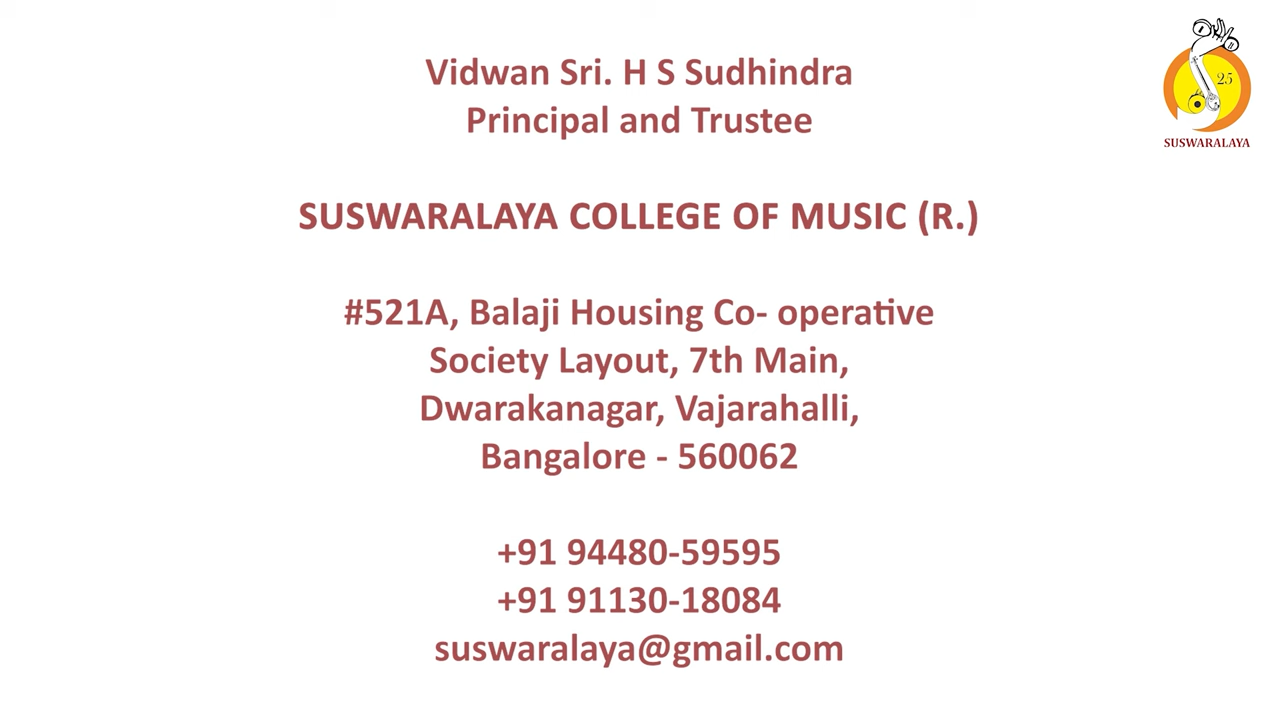 Vidwan Sri. H S Sudhindra
Principal and Trustee
SUSWARALAYA COLLEGE OF MUSIC (R.)
#521A, Balaji Housing Co- operative
Society Layout, 7th Main,
Dwarakanagar, Vajarahalli,
Bangalore - 560062
+91 94480-59595
+91 91130-18084
suswaralaya@gmail.com
25
SUSWARALAYA